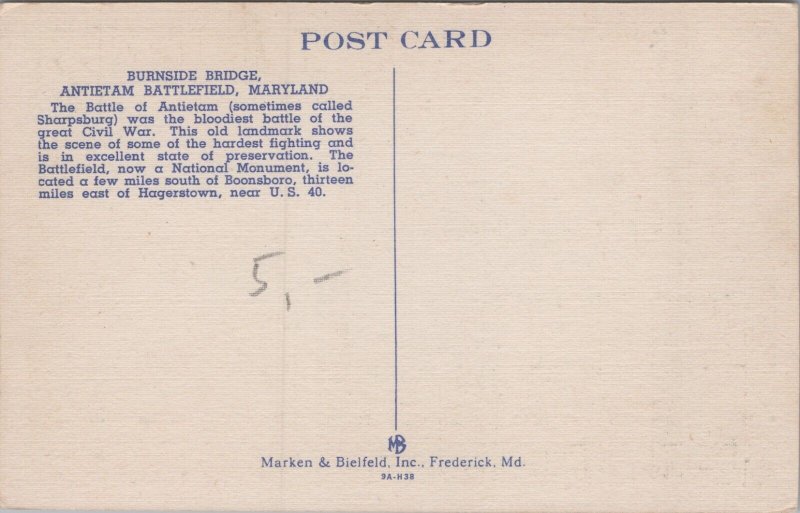 POST CARD
BURNSIDE BRIDGE,
ANTIETAM BATTLEFIELD, MARYLAND
The Battle of Antietam (sometimes called
Sharpsburg) was the bloodiest battle of the
great Civil War. This old landmark shows
the scene of some of the hardest fighting and
is in excellent state of preservation. The
Battlefield, now a National Monument, is lo-
cated a few miles south of Boonsboro, thirteen
miles east of Hagerstown, near U. S. 40.
5,-
MB
Marken & Bielfeld, Inc., Frederick, Md.
9A-H38